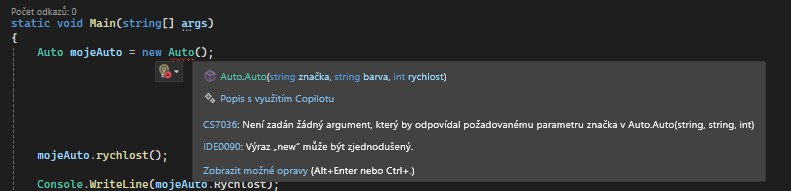 Počet odkazů: 0
static void Main(string[] args)
{
Auto mojeAuto = new Auto();
Auto.Auto(string značka, string barva, int rychlost)
Popis s využitím Copilotu
CS7036: Není zadán žádný argument, který by odpovídal požadovanému parametru značka v Auto.Auto(string, string, int)
IDE0090: Výraz „new“ může být zjednodušený.
mojeAuto.rychlost();
Zobrazit možné opravy (Alt+Enter nebo Ctrl+.)
Console.WriteLine(mojeAuto.Rychlost);